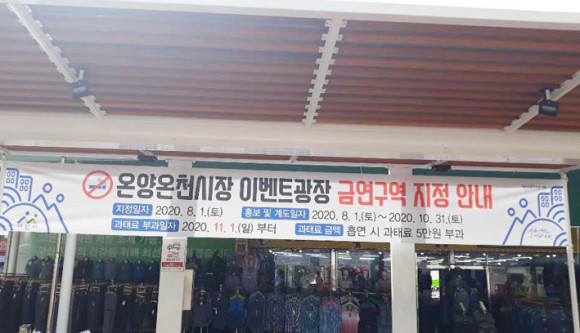 온양온천시장 이벤트광장 금연구역 지정 안내
지정일자 2020. 8. 1.(토) 홍보 및 계도일자 2020. 8. 1.(토)~2020. 10. 31.(토)
과태료 부과일자 2020. 11. 1.(일) 부터 과태료 금액 흡연 시 과태료 5만원 부과